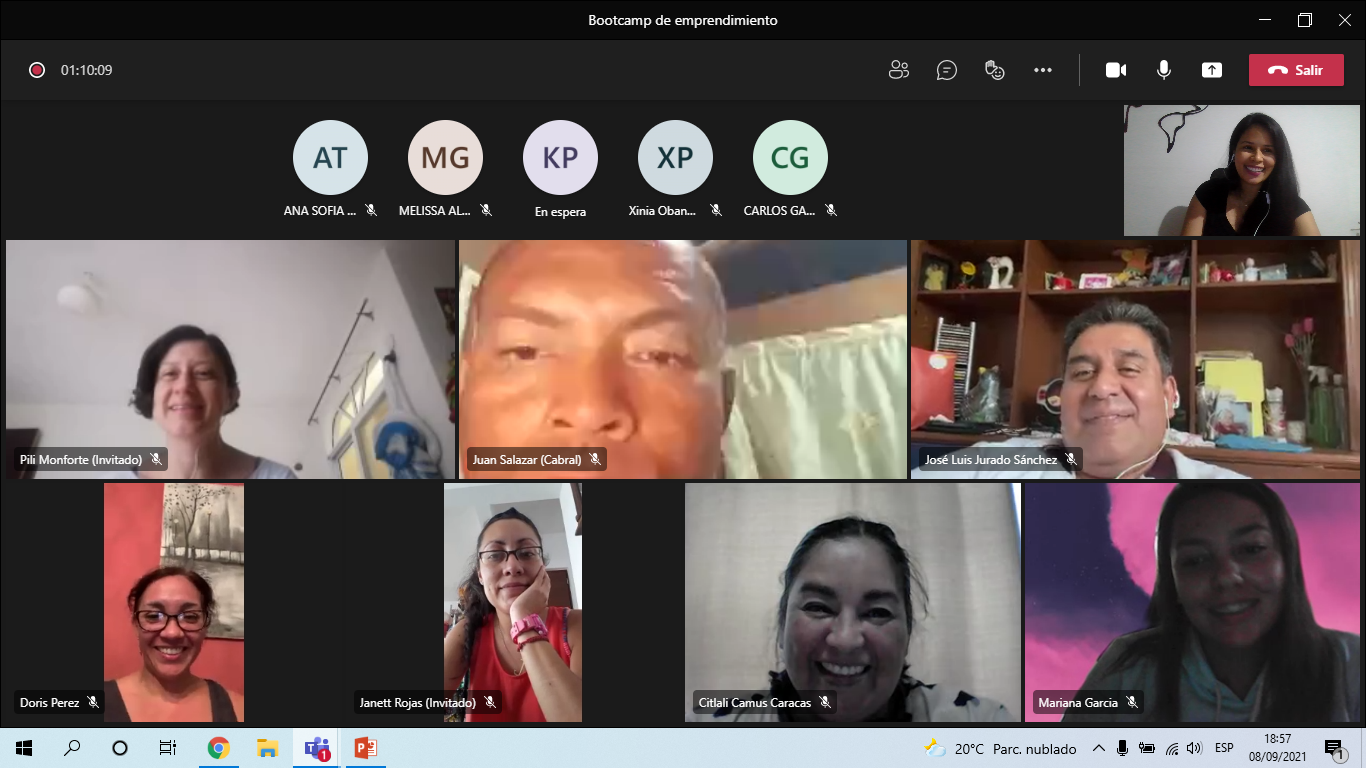 Bootcamp de emprendimiento
01:10:09
Salir
AT MG KP XP CG
ANA SOFIA ... MELISSA AL... En espera Xinia Oban... CARLOS GA...
Pili Monforte (Invitado) Juan Salazar (Cabral) José Luis Jurado Sánchez
Doris Perez Janett Rojas (Invitado) Citlali Camus Caracas Mariana Garcia
1 20°C Parc. nublado ESP 18:57
08/09/2021 1